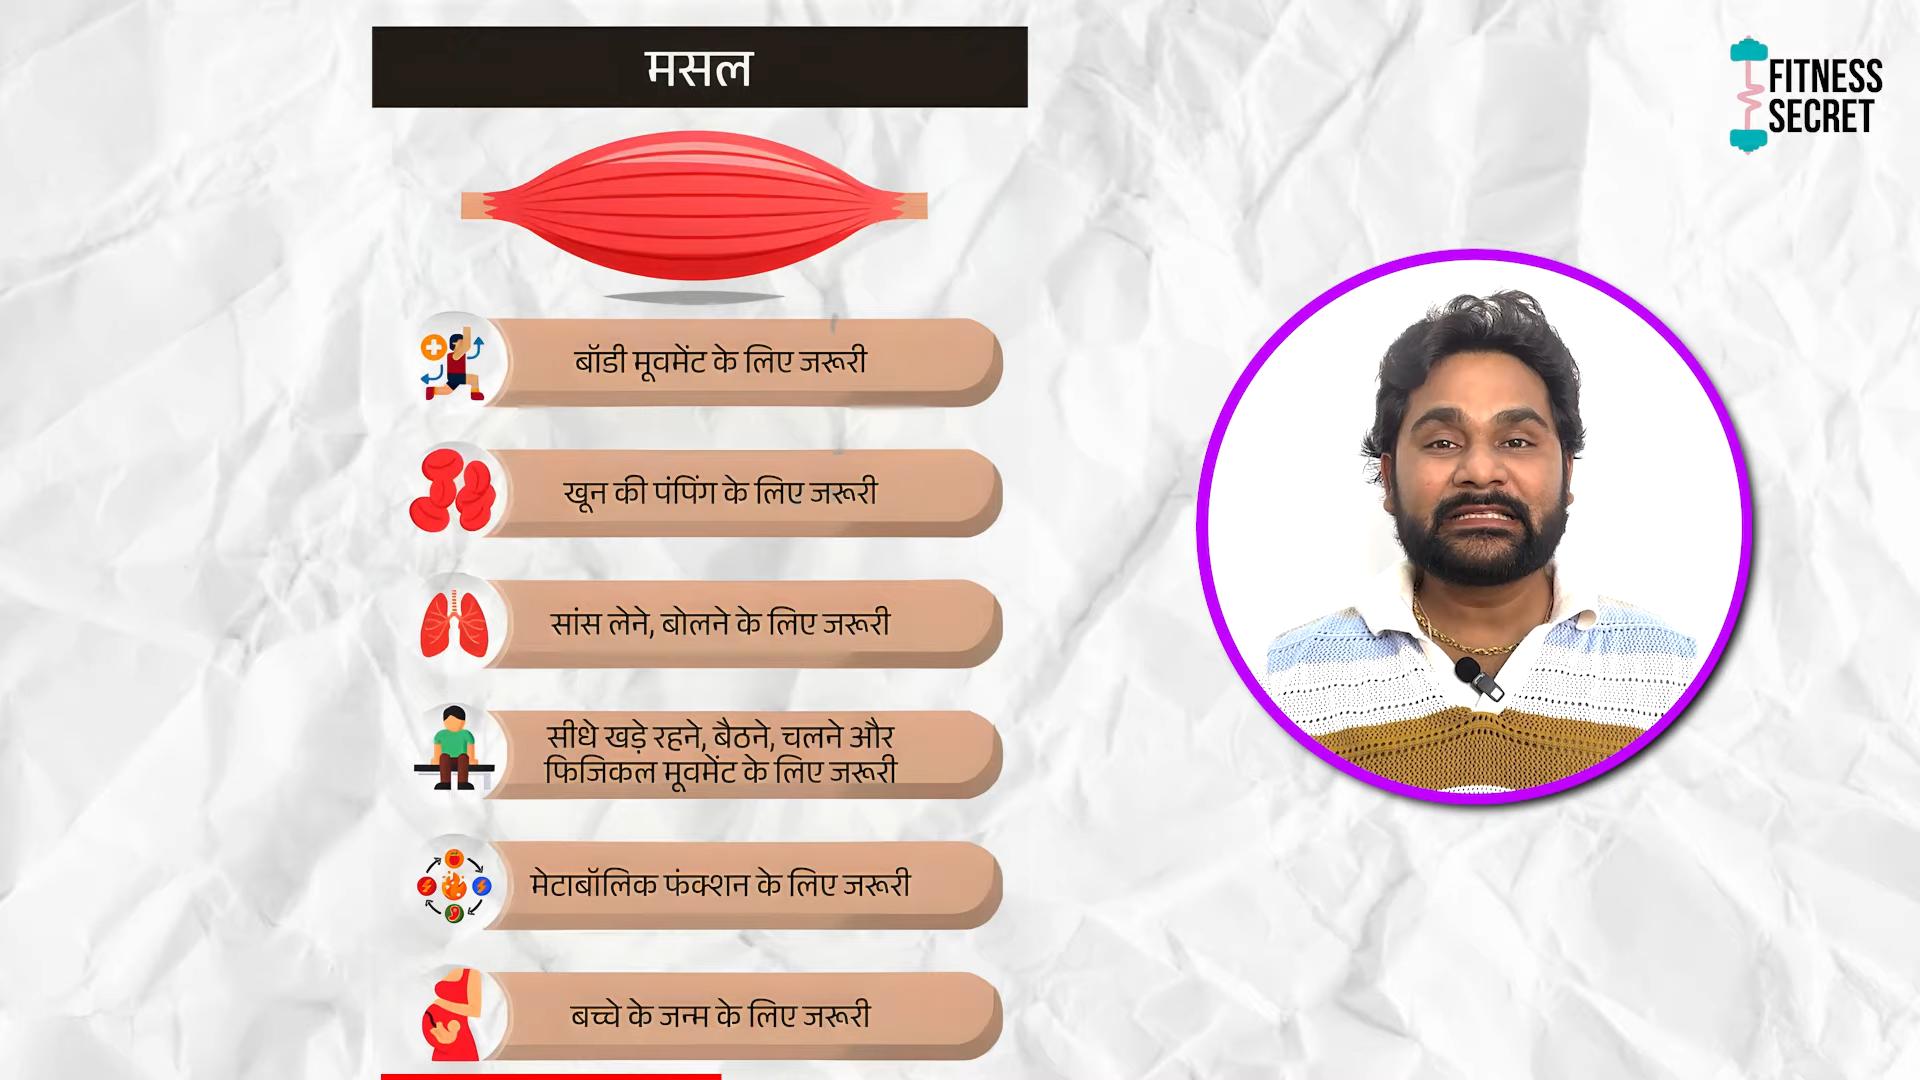 मसल
FITNESS
SECRET
बॉडी मूवमेंट के लिए जरूरी
खून की पंपिंग के लिए जरूरी
सांस लेने, बोलने के लिए जरूरी
सीधे खड़े रहने, बैठने, चलने और
फिजिकल मूवमेंट के लिए जरूरी
मेटाबॉलिक फंक्शन के लिए जरूरी
बच्चे के जन्म के लिए जरूरी